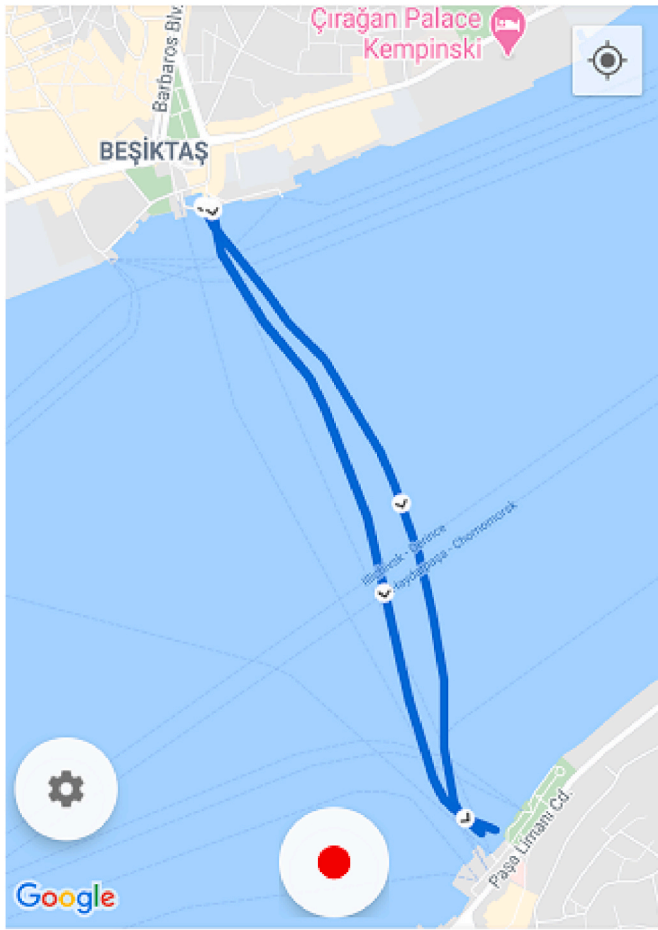 Çırağan Palace
Kempinski
Barbaros Blv.
BEŞİKTAŞ
Haydarpaşa - Chornomorsk
Paşa Limanı Cd.
Google